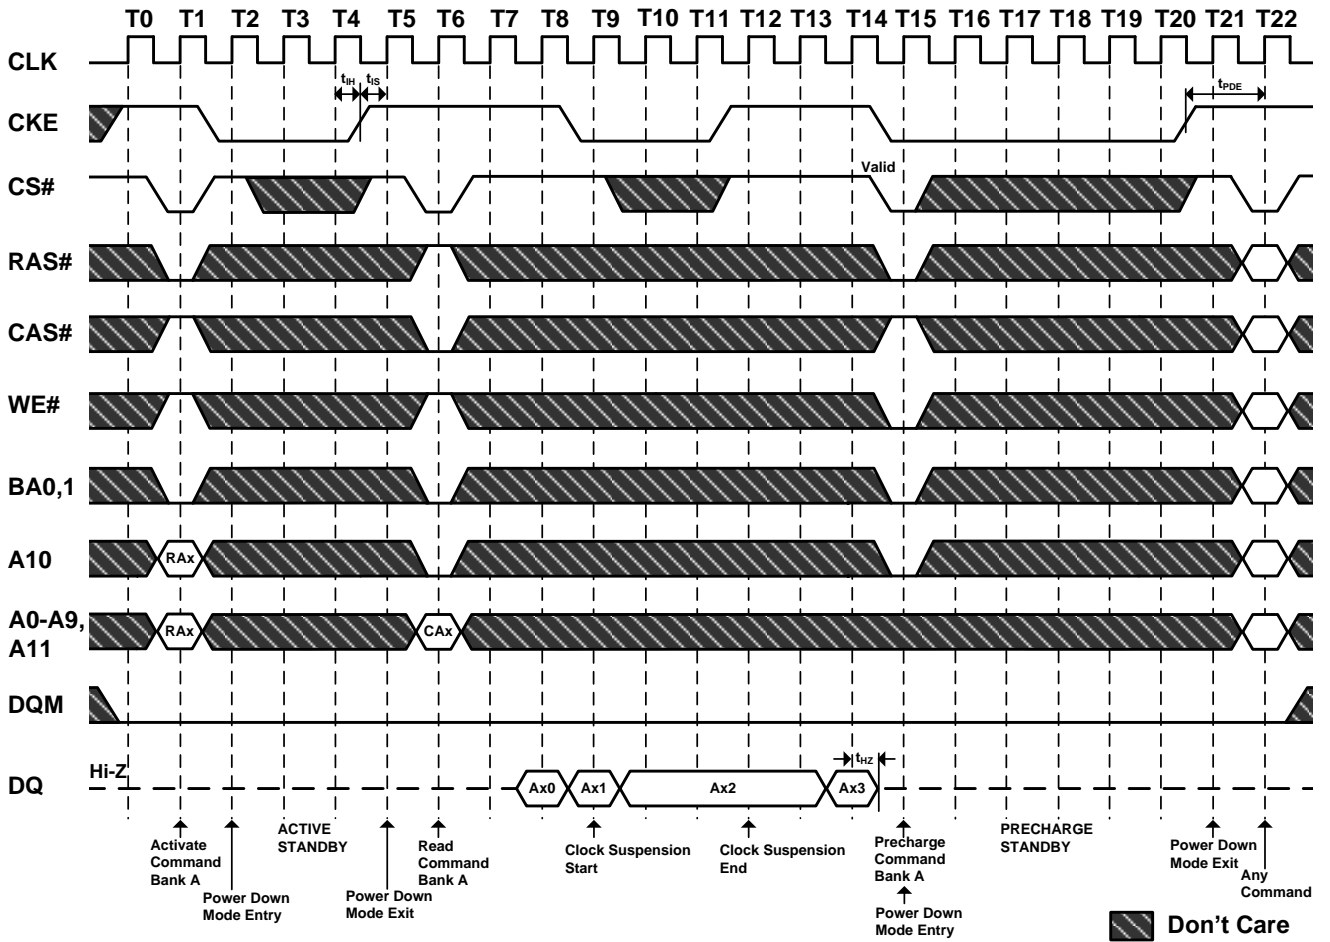 T0 T1 T2 T3 T4 T5 T6 T7 T8 T9 T10 T11 T12 T13 T14 T15 T16 T17 T18 T19 T20 T21 T22
CLK
tIH tIS
tPDE
CKE
Valid
CS#
RAS#
CAS#
WE#
BA0,1
A10
RAx
A0-A9,
A11
RAx
CAx
DQM
Hi-Z
tHZ
DQ
Ax0 Ax1 Ax2 Ax3
Activate
Command
Bank A
Power Down
Mode Entry
ACTIVE
STANDBY
Power Down
Mode Exit
Read
Command
Bank A
Clock Suspension
Start
Clock Suspension
End
Precharge
Command
Bank A
Power Down
Mode Entry
PRECHARGE
STANDBY
Power Down
Mode Exit
Any
Command
Don't Care